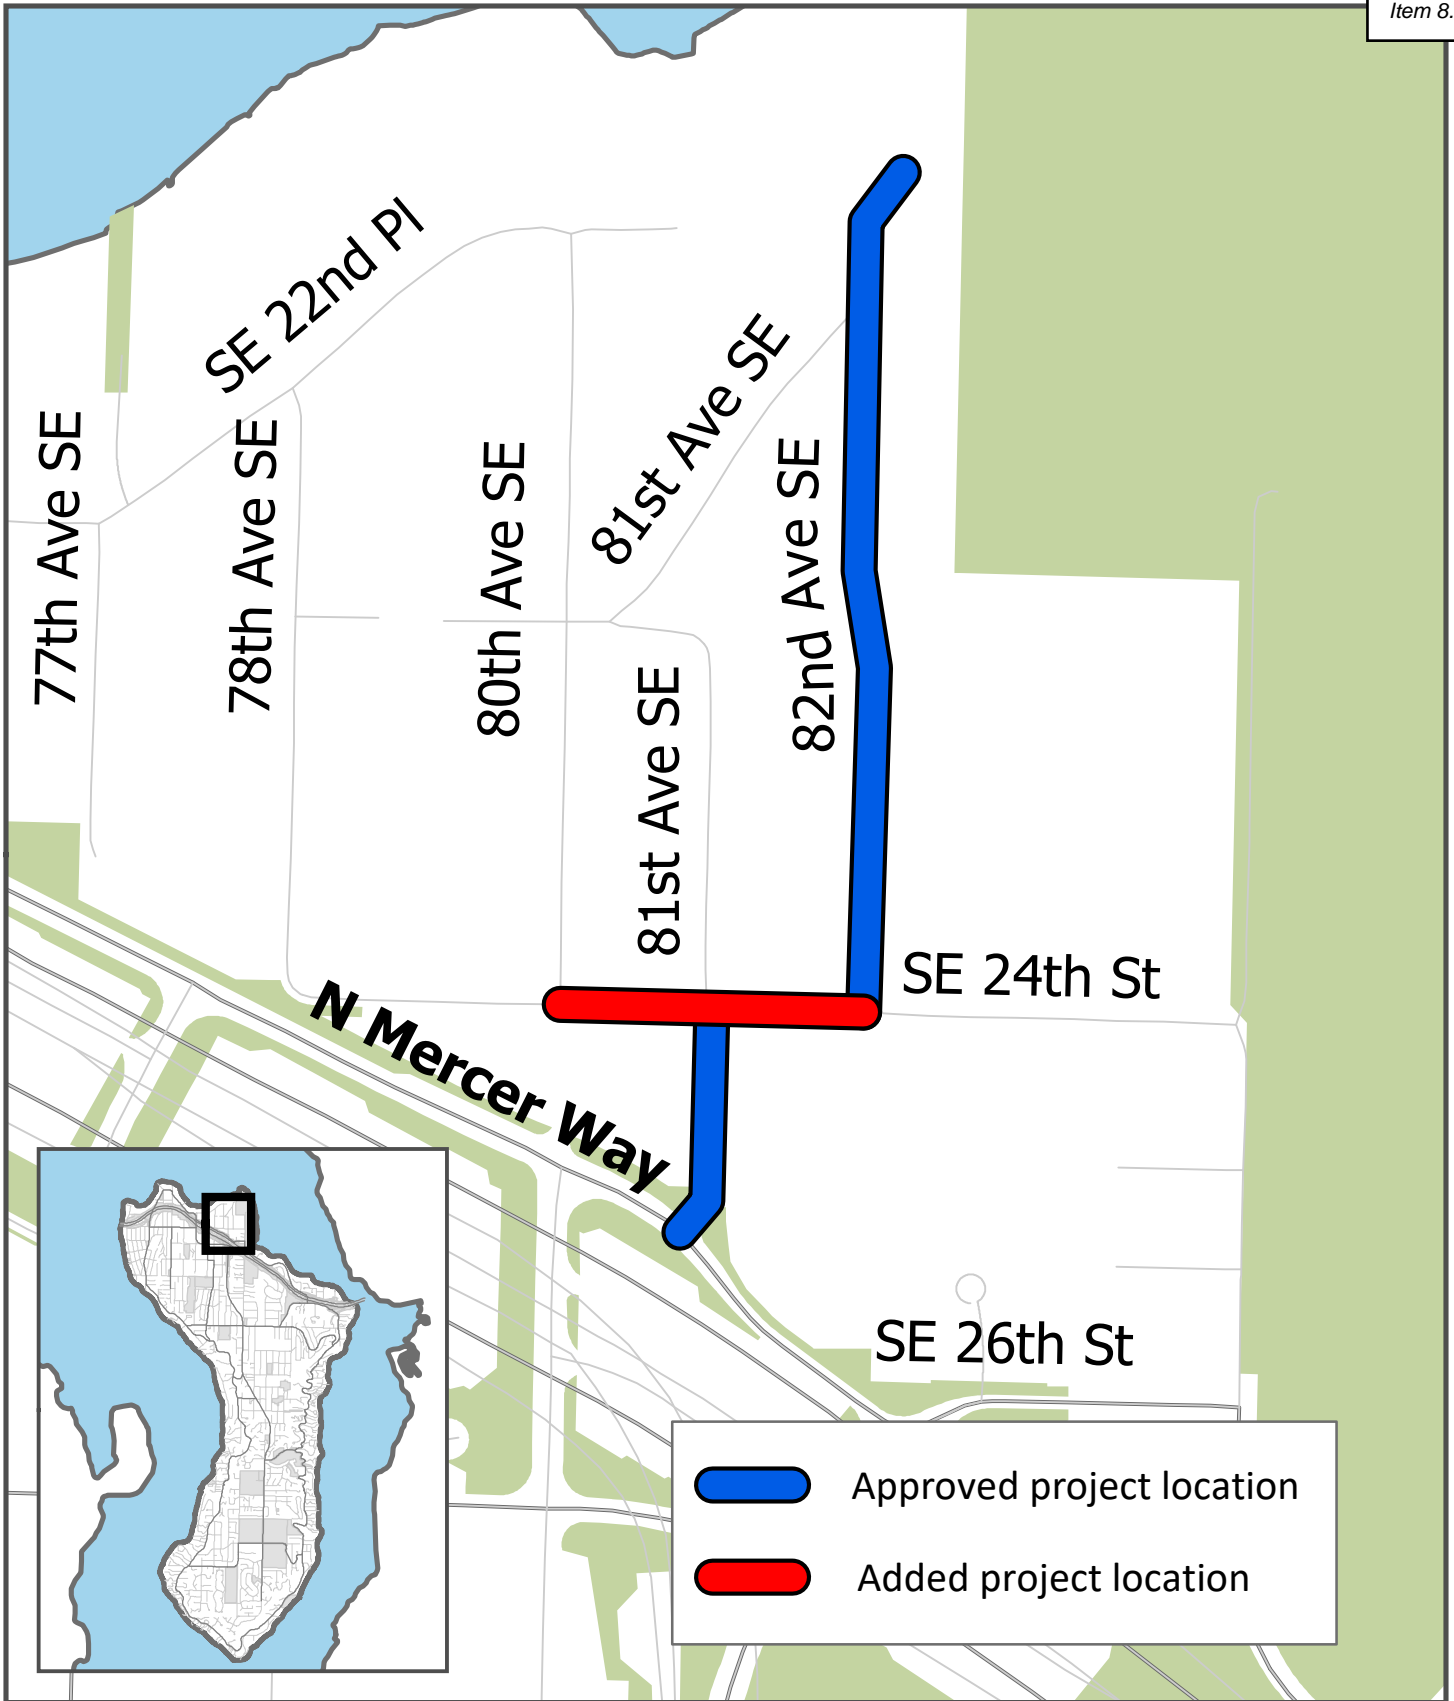 Item 8.
SE 22nd Pl
81st Ave SE
77th Ave SE
78th Ave SE
80th Ave SE
82nd Ave SE
81st Ave SE
SE 24th St
N Mercer Way
SE 26th St
Approved project location
Added project location